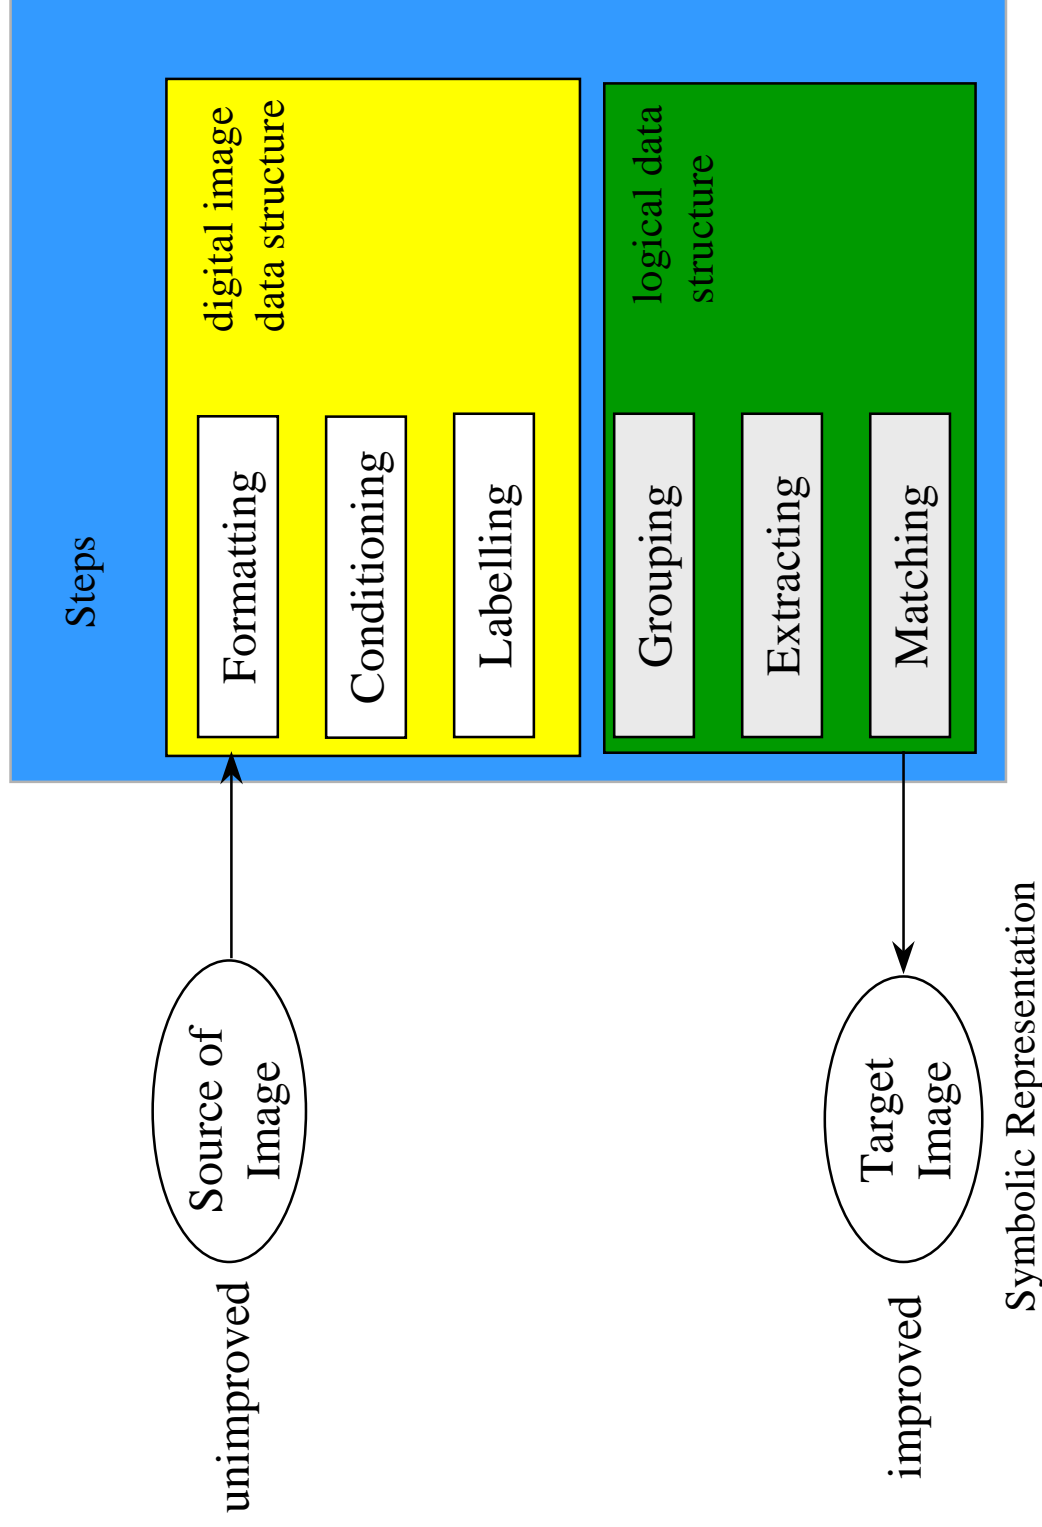 Steps
unimproved
Source of
Image
Formatting
Conditioning
Labelling
digital image
data structure
Grouping
Extracting
Matching
logical data
structure
improved
Target
Image
Symbolic Representation